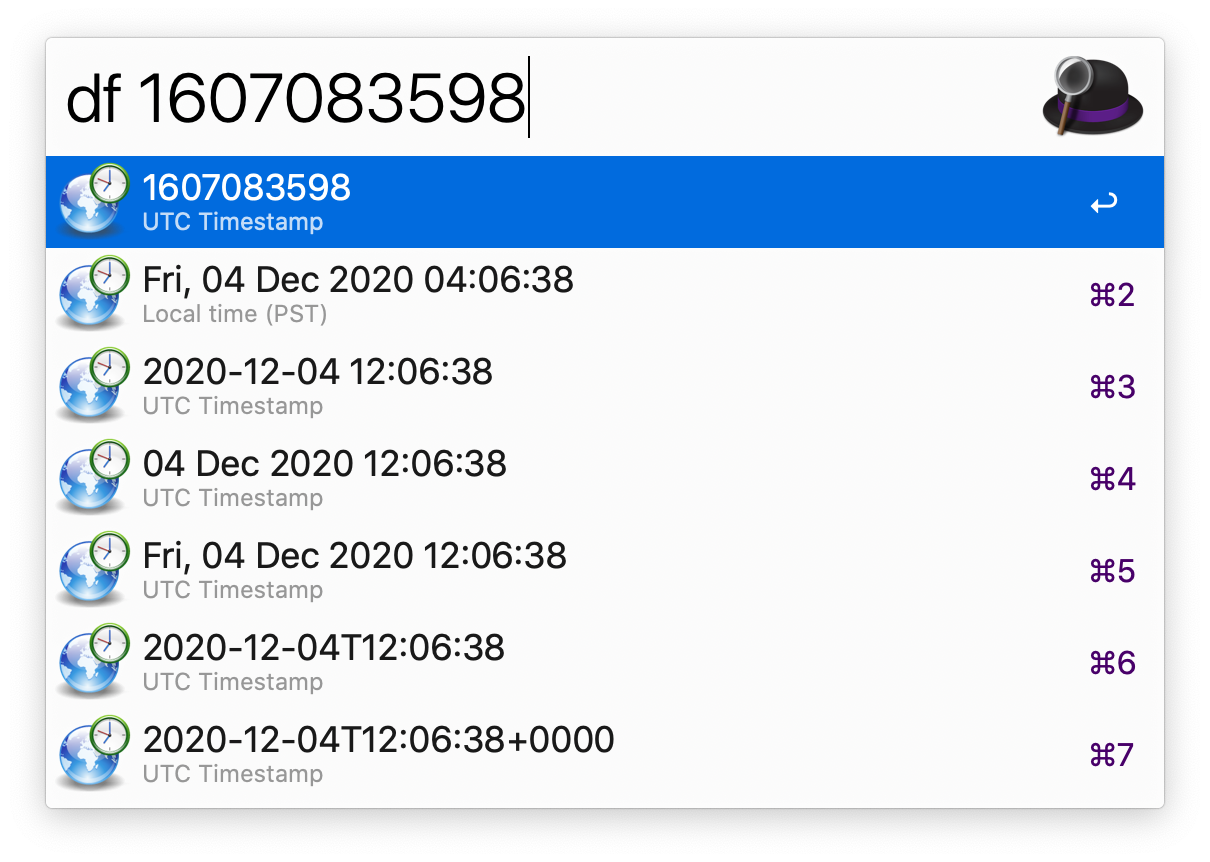 df 1607083598
1607083598
UTC Timestamp
Fri, 04 Dec 2020 04:06:38
Local time (PST)
⌘2
2020-12-04 12:06:38
UTC Timestamp
⌘3
04 Dec 2020 12:06:38
UTC Timestamp
⌘4
Fri, 04 Dec 2020 12:06:38
UTC Timestamp
⌘5
2020-12-04T12:06:38
UTC Timestamp
⌘6
2020-12-04T12:06:38+0000
UTC Timestamp
⌘7